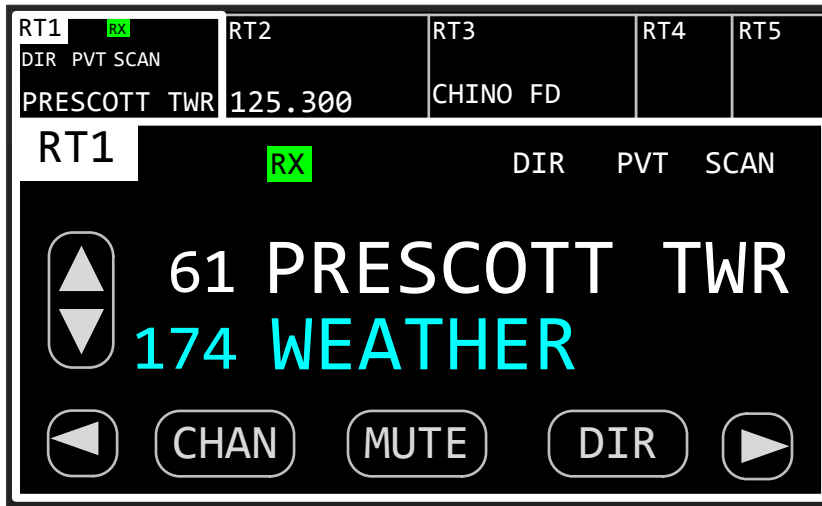 RT1 RX RT2 RT3 RT4 RT5
DIR PVT SCAN
PRESCOTT TWR 125.300 CHINO FD
RT1 RX DIR PVT SCAN
61 PRESCOTT TWR
174 WEATHER
CHAN MUTE DIR